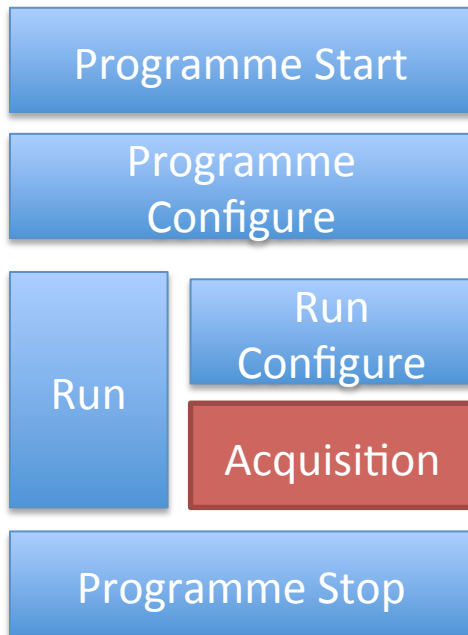 Programme Start
Programme
Configure
Run
Run
Configure
Acquisition
Programme Stop